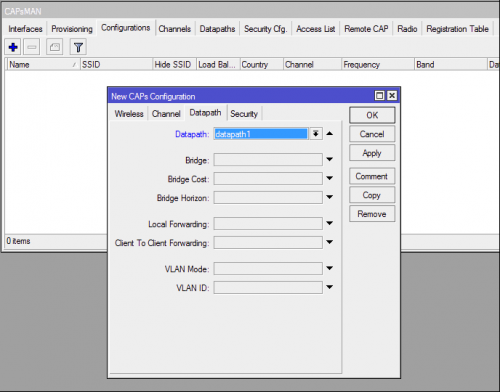 CAPsMAN
Interfaces Provisioning Configurations Channels Datapaths Security Cfg. Access List Remote CAP Radio Registration Table
Name / SSID Hide SSID Load Bal... Country Channel Frequency Band Da
New CAPs Configuration
Wireless Channel Datapath Security
Datapath: datapath1
Bridge:
Bridge Cost:
Bridge Horizon:
Local Forwarding:
Client To Client Forwarding:
VLAN Mode:
VLAN ID:
OK
Cancel
Apply
Comment
Copy
Remove
0 items